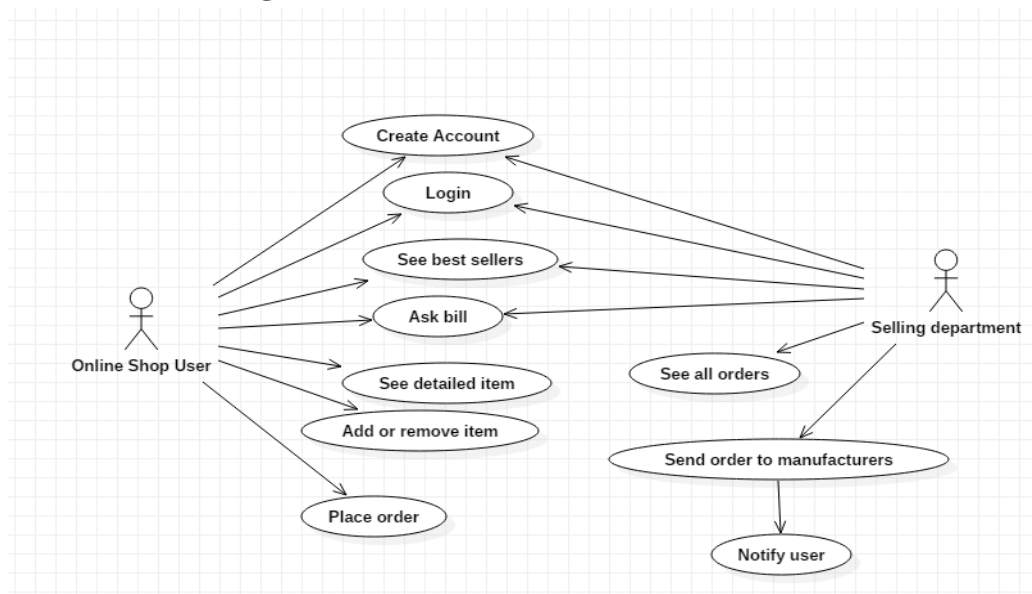 Create Account
Login
See best sellers
Ask bill
Selling department
Online Shop User
See detailed item
See all orders
Add or remove item
Send order to manufacturers
Place order
Notify user